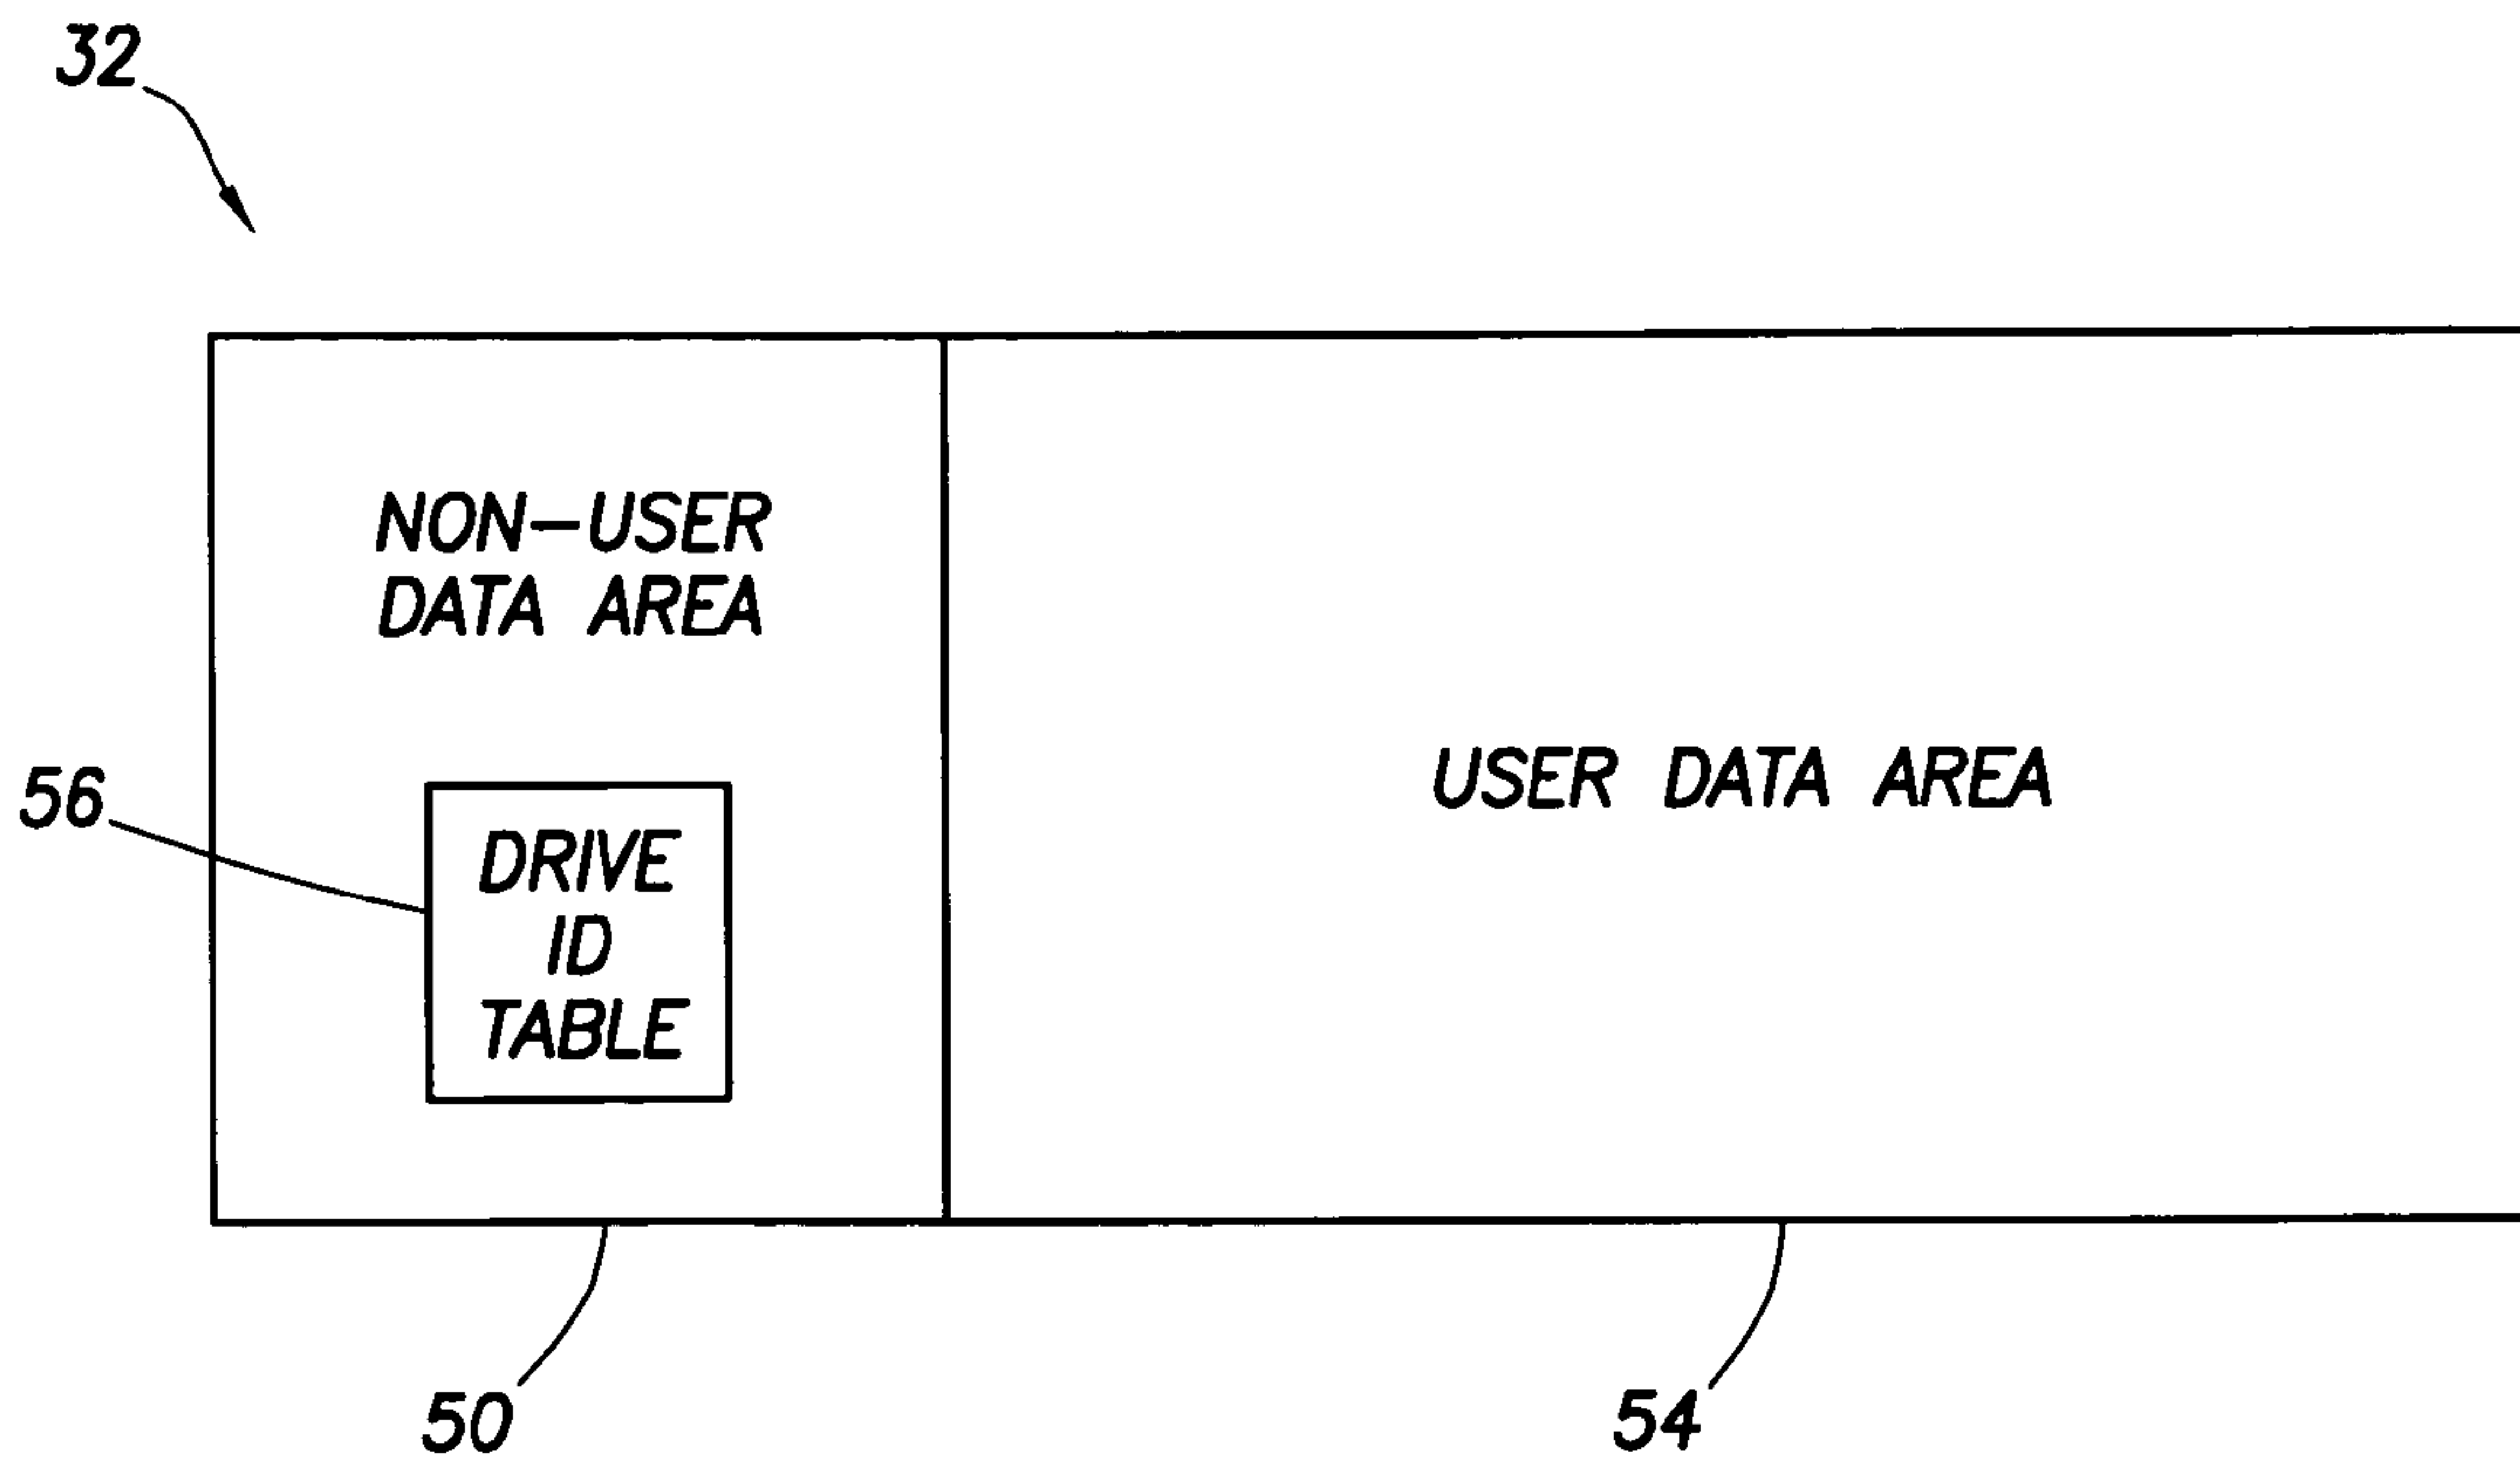 32
NON-USER
DATA AREA
USER DATA AREA
56
DRIVE
ID
TABLE
50
54